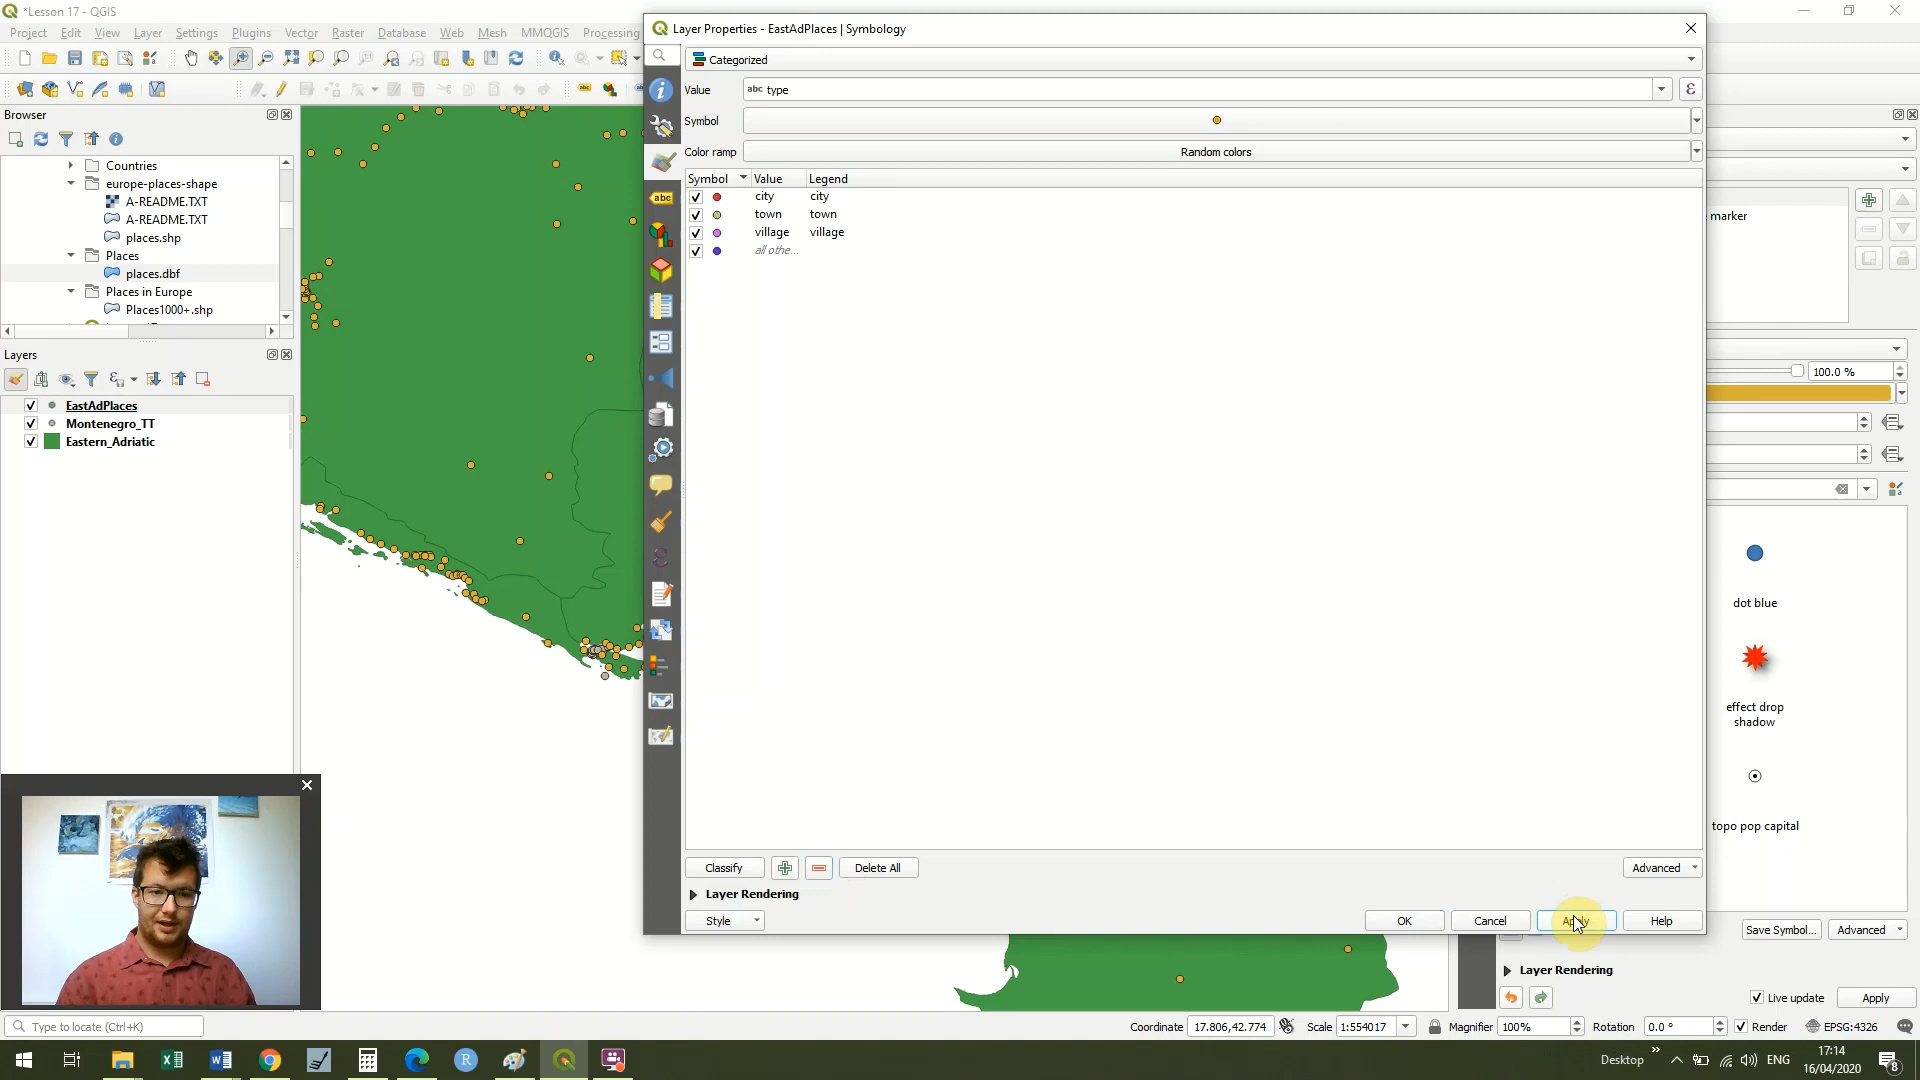 *Lesson 17 - QGIS
Project Edit View Layer Settings Plugins Vector Raster Database Web Mesh MMQGIS Processing
Browser
Countries
europe-places-shape
A-README.TXT
A-README.TXT
places.shp
Places
places.dbf
Places in Europe
Places1000+.shp
Layers
EastAdPlaces
Montenegro_TT
Eastern_Adriatic
Layer Properties - EastAdPlaces | Symbology
Categorized
Value abc type
Symbol
Color ramp Random colors
Symbol Value Legend
city city
town town
village village
all othe...
abc
Classify Delete All Advanced
Layer Rendering
Style OK Cancel Apply Help
marker
100.0 %
dot blue
effect drop
shadow
topo pop capital
Save Symbol... Advanced
Layer Rendering
Live update Apply
Type to locate (Ctrl+K)
Coordinate 17.806,42.774 Scale 1:554017 Magnifier 100% Rotation 0.0 ° Render EPSG:4326
Desktop » ENG 17:14
16/04/2020 8